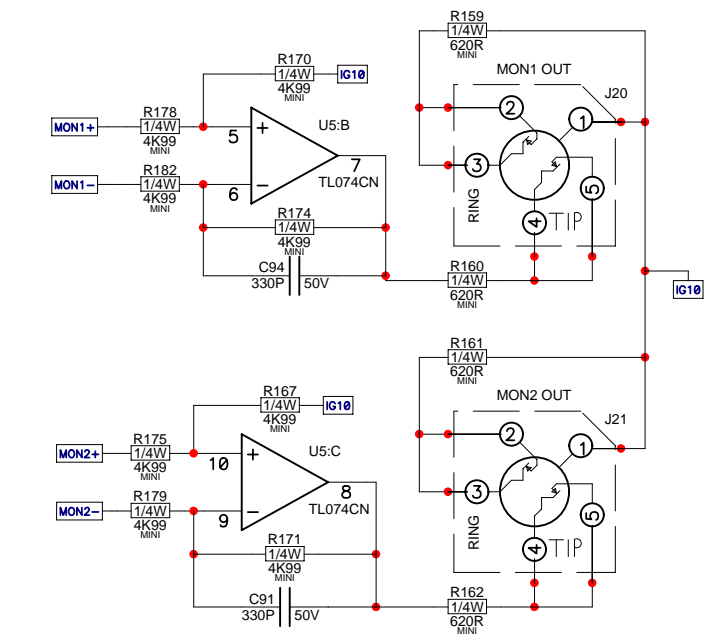 R159
1/4W
620R
MINI
R170
1/4W
4K99
MINI
IG10
MON1 OUT
J20
MON1+
R178
1/4W
4K99
MINI
5
+
U5:B
7
TL074CN
MON1-
R182
1/4W
4K99
MINI
6
−
R174
1/4W
4K99
MINI
C94
330P
50V
2
1
3
RING
5
4
TIP
R160
1/4W
620R
MINI
IG10
R161
1/4W
620R
MINI
R167
1/4W
4K99
MINI
IG10
MON2 OUT
J21
MON2+
R175
1/4W
4K99
MINI
10
+
U5:C
8
TL074CN
MON2-
R179
1/4W
4K99
MINI
9
−
R171
1/4W
4K99
MINI
C91
330P
50V
2
1
3
RING
5
4
TIP
R162
1/4W
620R
MINI